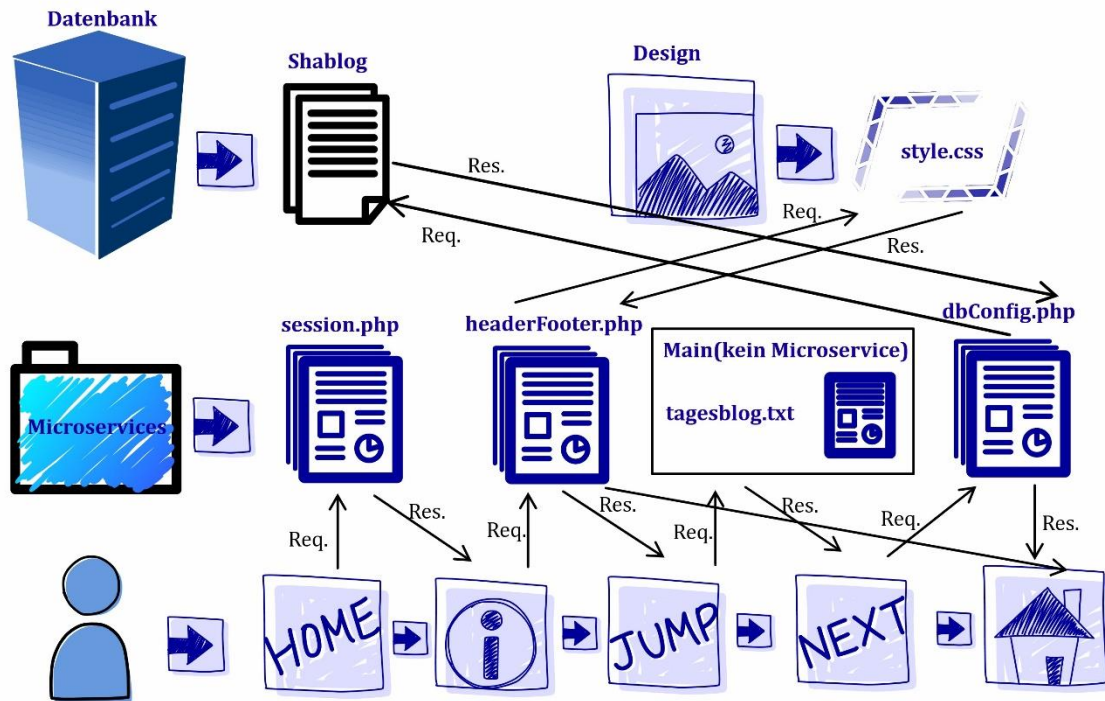 Datenbank
Shablog
Design
style.css
Res.
Req.
Req.
Res.
session.php
headerFooter.php
dbConfig.php
Main(kein Microservice)
tagesblog.txt
Microservices
Req.
Res.
Req.
Res.
Req.
Res.
Req.
Res.
HOME
i
JUMP
NEXT